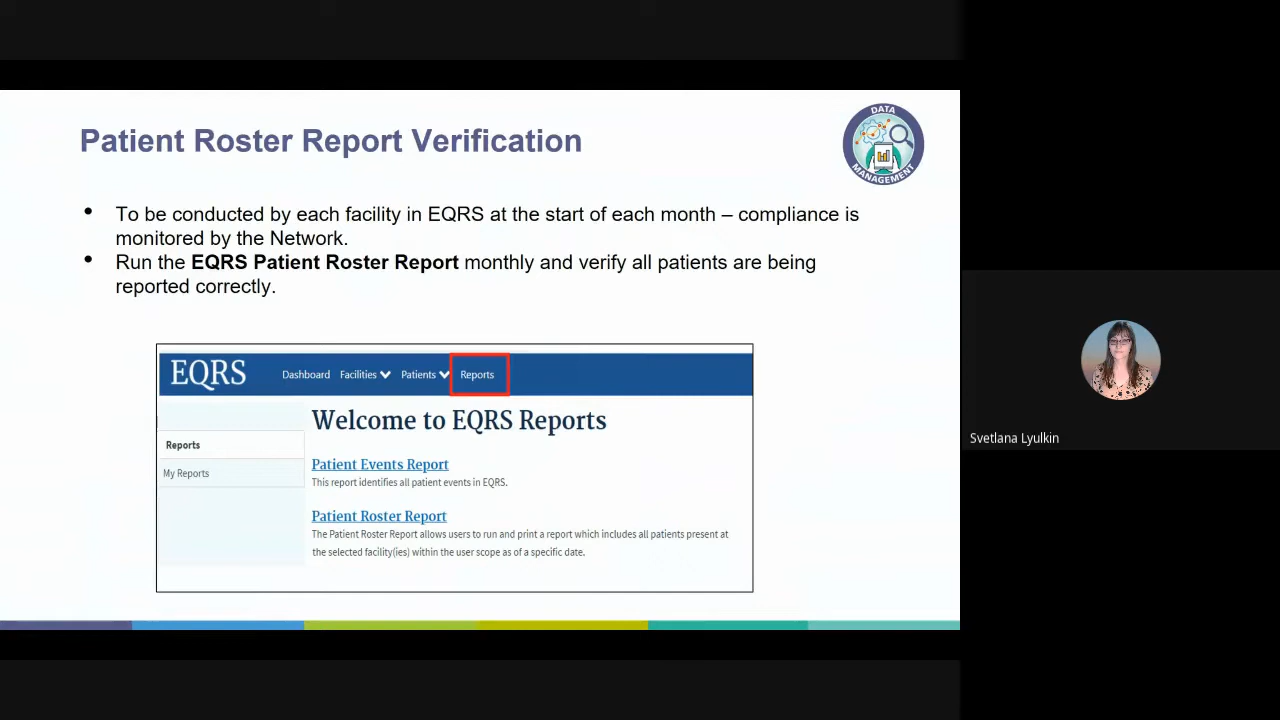 Patient Roster Report Verification
DATA
MANAGEMENT
• To be conducted by each facility in EQRS at the start of each month – compliance is
monitored by the Network.
• Run the EQRS Patient Roster Report monthly and verify all patients are being
reported correctly.
EQRS Dashboard Facilities Patients Reports
Welcome to EQRS Reports
Reports
My Reports
Patient Events Report
This report identifies all patient events in EQRS.
Patient Roster Report
The Patient Roster Report allows users to run and print a report which includes all patients present at
the selected facility(ies) within the user scope as of a specific date.
Svetlana Lyulkin